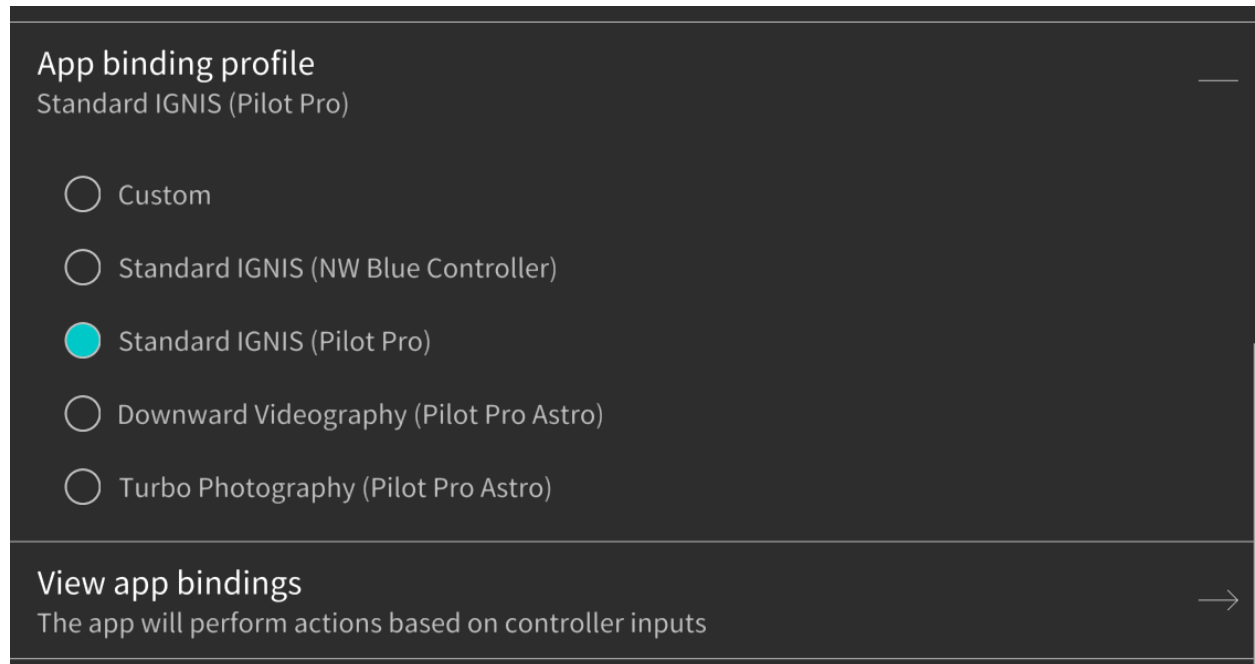 App binding profile
Standard IGNIS (Pilot Pro)
Custom
Standard IGNIS (NW Blue Controller)
Standard IGNIS (Pilot Pro)
Downward Videography (Pilot Pro Astro)
Turbo Photography (Pilot Pro Astro)
View app bindings
The app will perform actions based on controller inputs